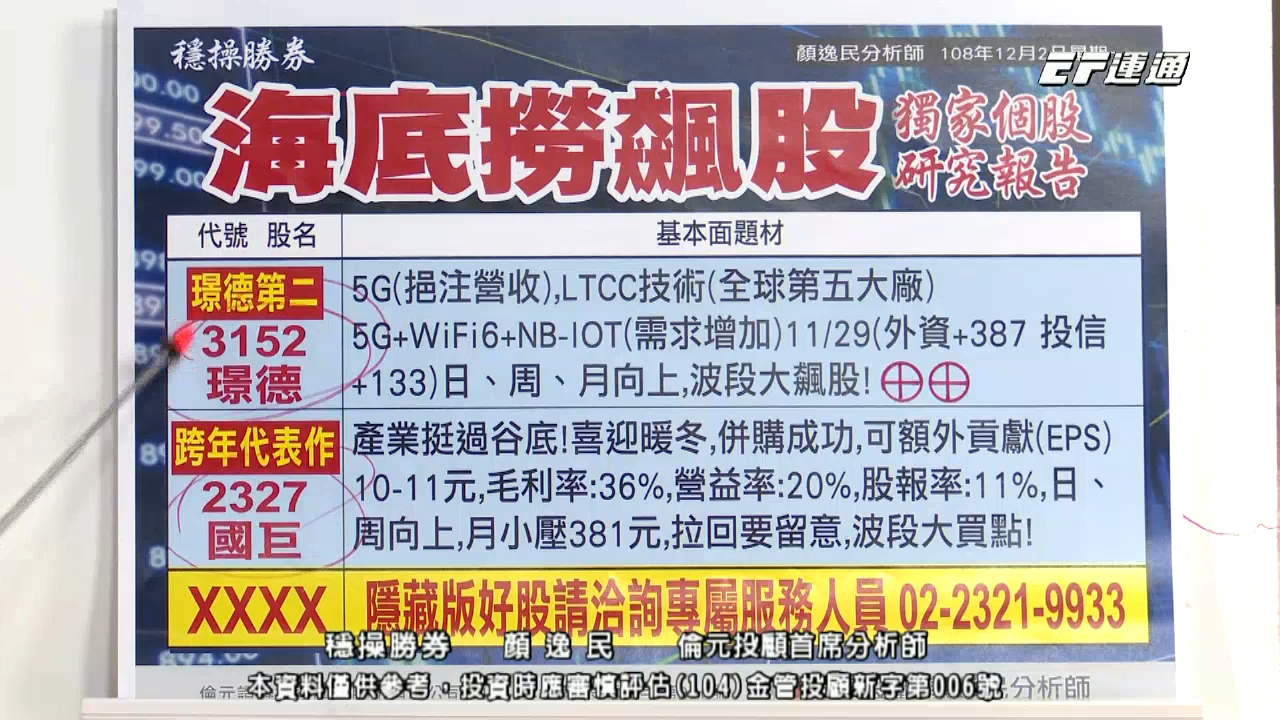 穩操勝券
顏逸民分析師 108年12月2日星期
EF運通
海底撈飆股
獨家個股
研究報告
代號 股名 基本面題材
璟德第二
3152
璟德
5G(挹注營收),LTCC技術(全球第五大廠)
5G+WiFi6+NB-IOT(需求增加)11/29(外資+387 投信
+133)日、周、月向上,波段大飆股!
跨年代表作
2327
國巨
產業挺過谷底!喜迎暖冬,併購成功,可額外貢獻(EPS)
10-11元,毛利率:36%,營益率:20%,股報率:11%,日、
周向上,月小壓381元,拉回要留意,波段大買點!
XXXX 隱藏版好股請洽詢專屬服務人員 02-2321-9933
穩操勝券 顏逸民 倫元投顧首席分析師
本資料僅供參考，投資時應審慎評估(104)金管投顧新字第006號
分析師